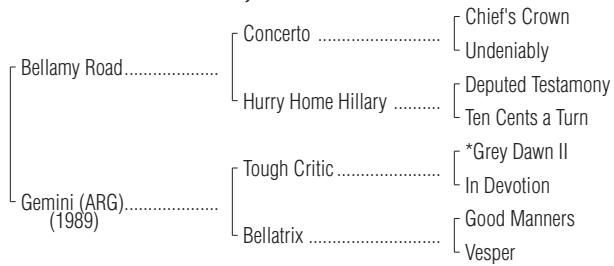 Chief's Crown
Concerto ..................
Undeniably
Bellamy Road....................
Deputed Testamony
Hurry Home Hillary ..........
Ten Cents a Turn
*Grey Dawn II
Tough Critic ......................
In Devotion
Gemini (ARG)....................
(1989)
Good Manners
Bellatrix ............................
Vesper